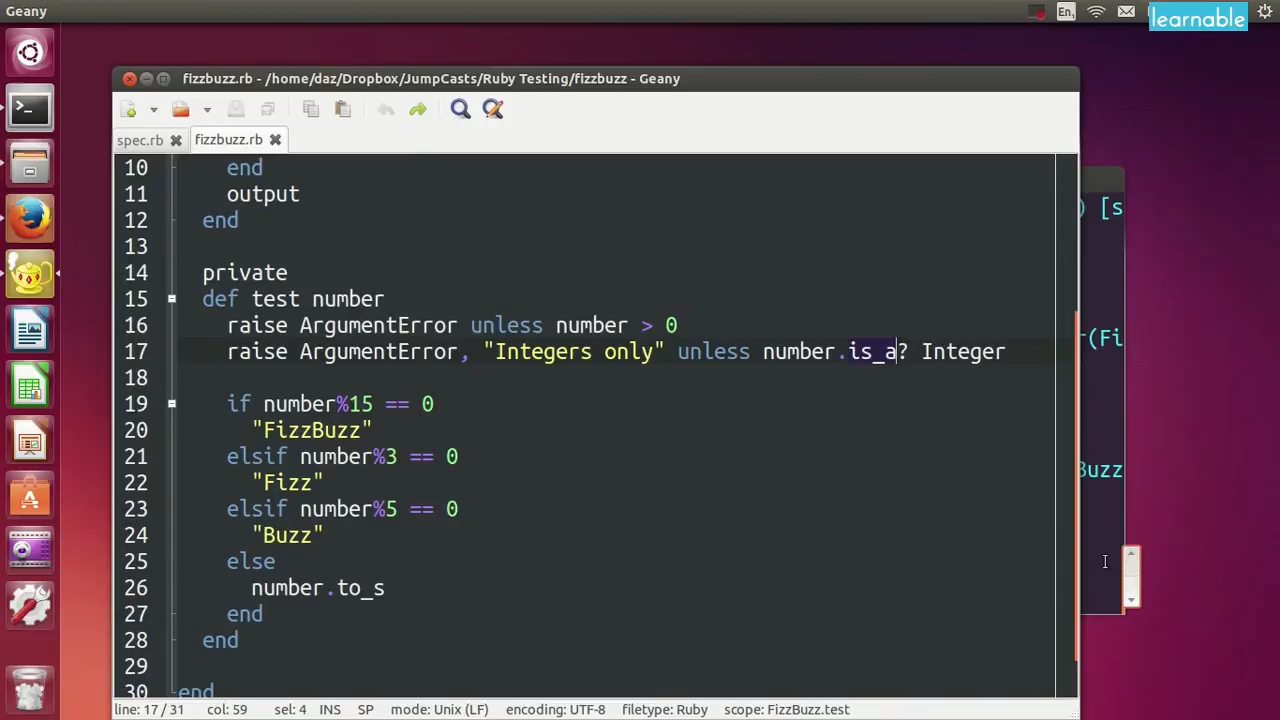 Geany
En
learnable
fizzbuzz.rb - /home/daz/Dropbox/JumpCasts/Ruby Testing/fizzbuzz - Geany
spec.rb
fizzbuzz.rb
10 end
11 output
12 end
13
14 private
15 def test number
16 raise ArgumentError unless number > 0
17 raise ArgumentError, "Integers only" unless number.is_a? Integer
18
19 if number%15 == 0
20 "FizzBuzz"
21 elsif number%3 == 0
22 "Fizz"
23 elsif number%5 == 0
24 "Buzz"
25 else
26 number.to_s
27 end
28 end
29
30 end
) [s
r(Fi
Buzz
line: 17 / 31 col: 59 sel: 4 INS SP mode: Unix (LF) encoding: UTF-8 filetype: Ruby scope: FizzBuzz.test